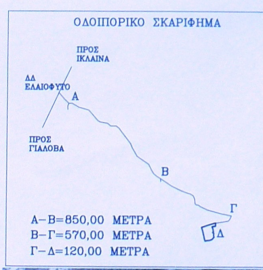 ΟΔΟΙΠΟΡΙΚΟ ΣΚΑΡΙΦΗΜΑ
ΠΡΟΣ
ΙΚΛΑΙΝΑ
ΔΔ
ΕΛΑΙΟΦΥΤΟ
Α
ΠΡΟΣ
ΓΙΑΛΟΒΑ
Β
Γ
Δ
Α-Β=850,00 ΜΕΤΡΑ
Β-Γ=570,00 ΜΕΤΡΑ
Γ-Δ=120,00 ΜΕΤΡΑ